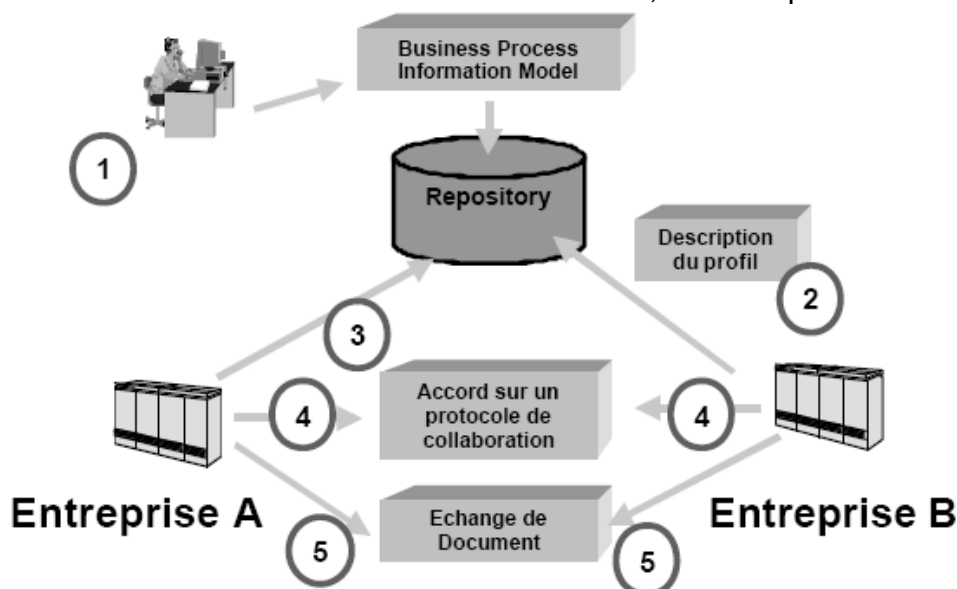 Business Process
Information Model
1
Repository
Description
du profil
2
3
Accord sur un
protocole de
collaboration
4
4
Entreprise A
Entreprise B
Echange de
Document
5
5